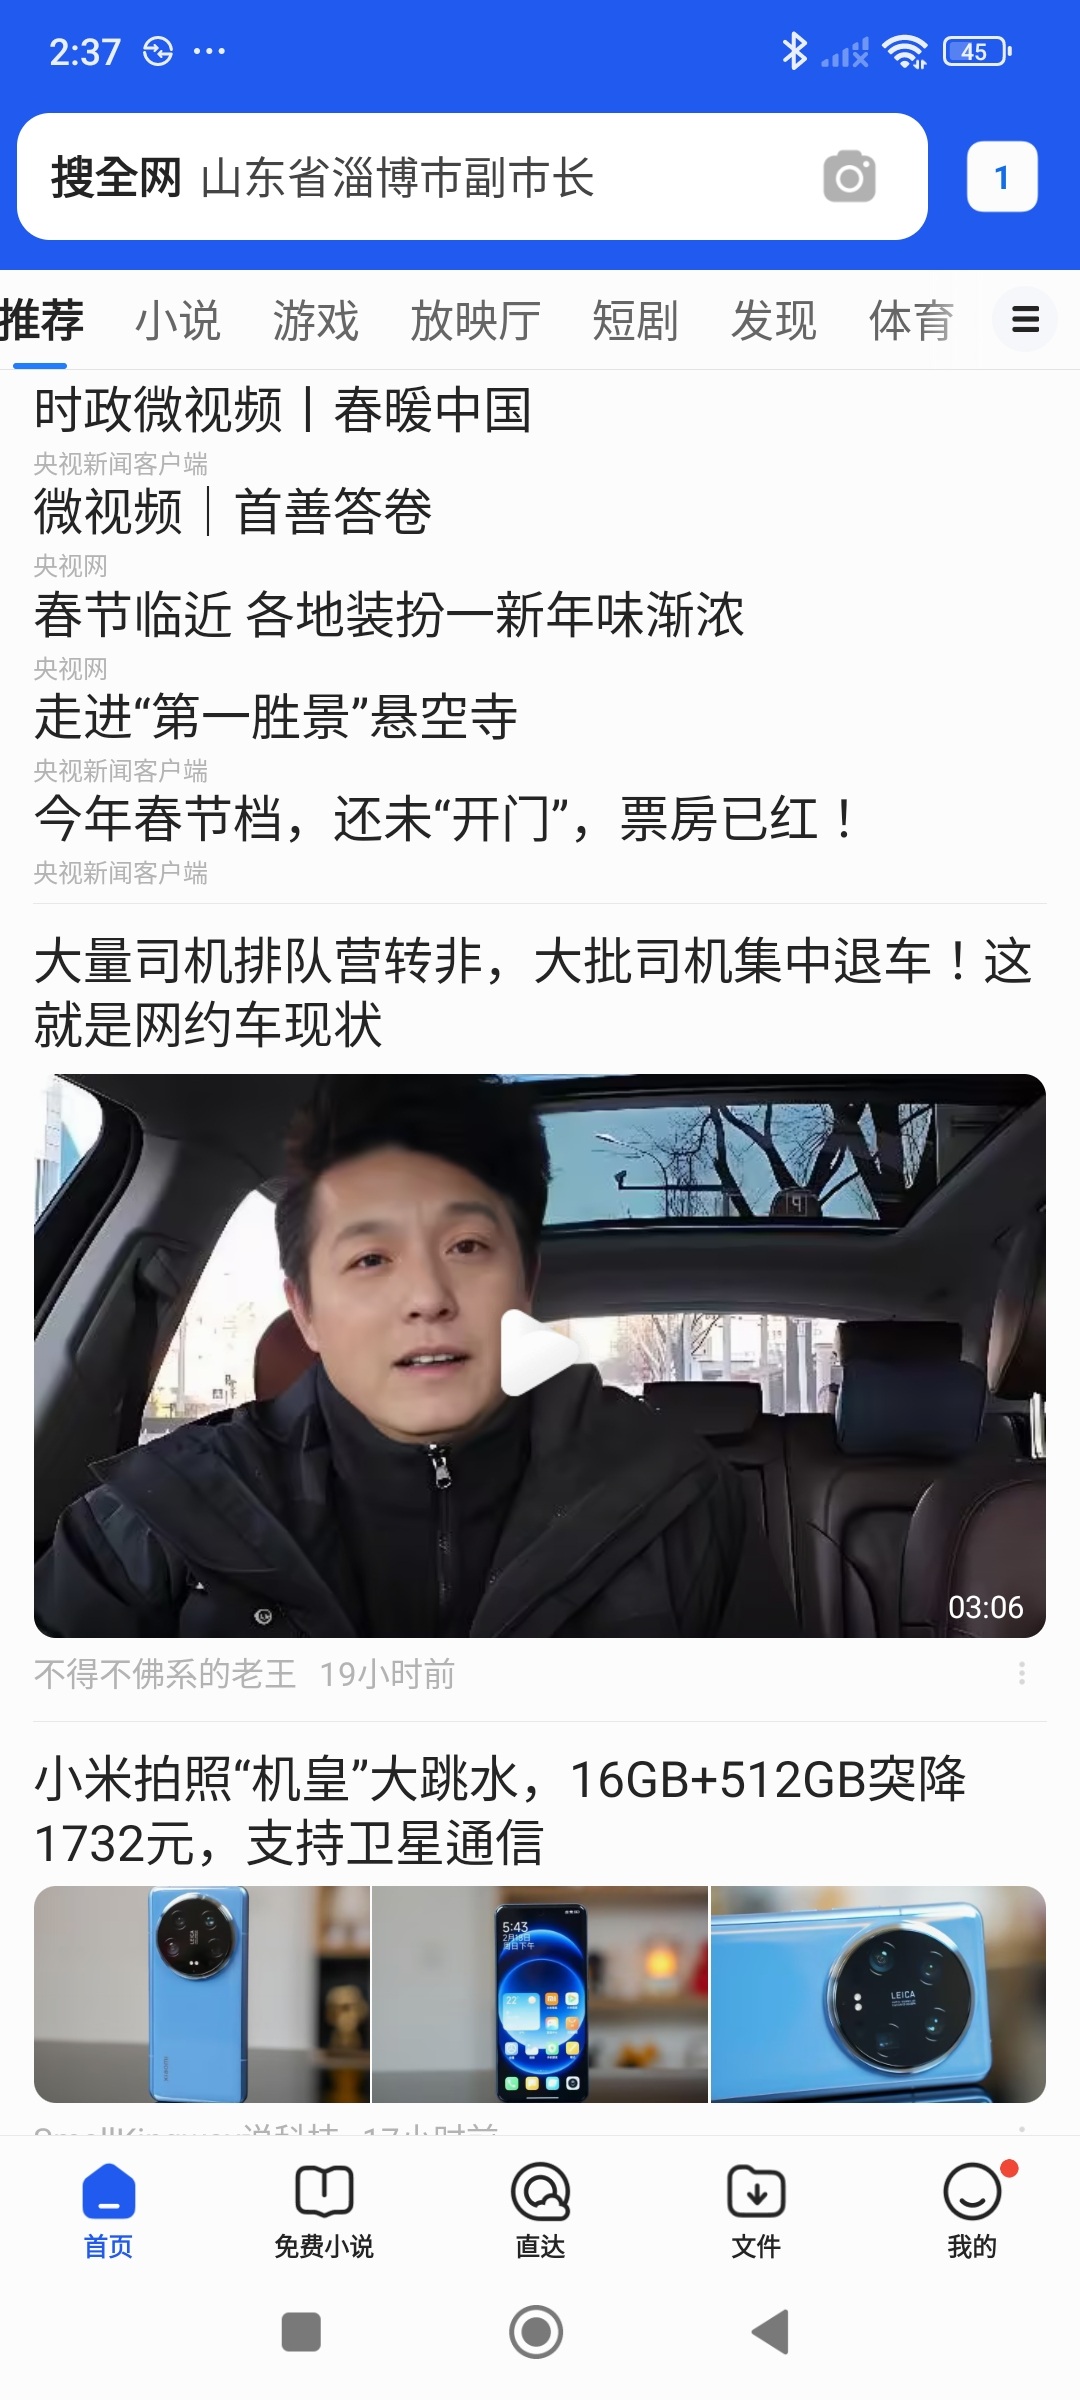 2:37
45
搜全网 山东省淄博市副市长
1
推荐 小说 游戏 放映厅 短剧 发现 体育
时政微视频丨春暖中国
央视新闻客户端
微视频｜首善答卷
央视网
春节临近 各地装扮一新年味渐浓
央视网
走进“第一胜景”悬空寺
央视新闻客户端
今年春节档，还未“开门”，票房已红！
央视新闻客户端
大量司机排队营转非，大批司机集中退车！这
就是网约车现状
03:06
不得不佛系的老王 19小时前
小米拍照“机皇”大跳水，16GB+512GB突降
1732元，支持卫星通信
5:43
LEICA
首页 免费小说 直达 文件 我的